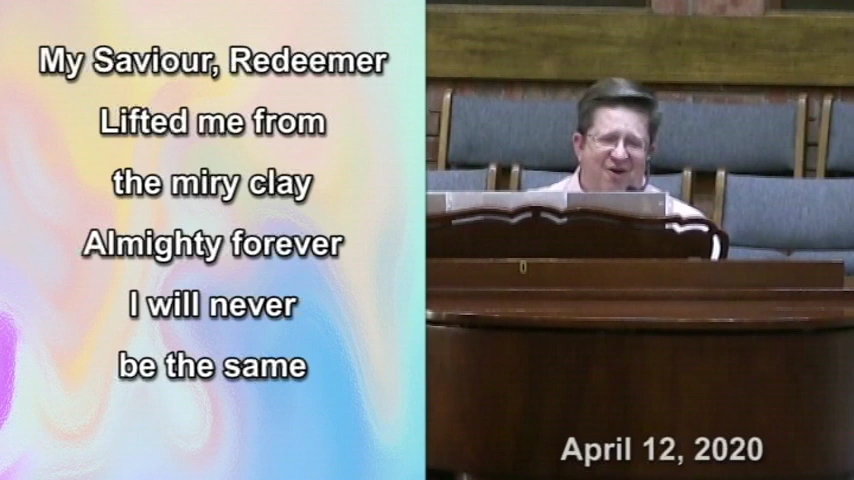 My Saviour, Redeemer
Lifted me from
the miry clay
Almighty forever
I will never
be the same
April 12, 2020